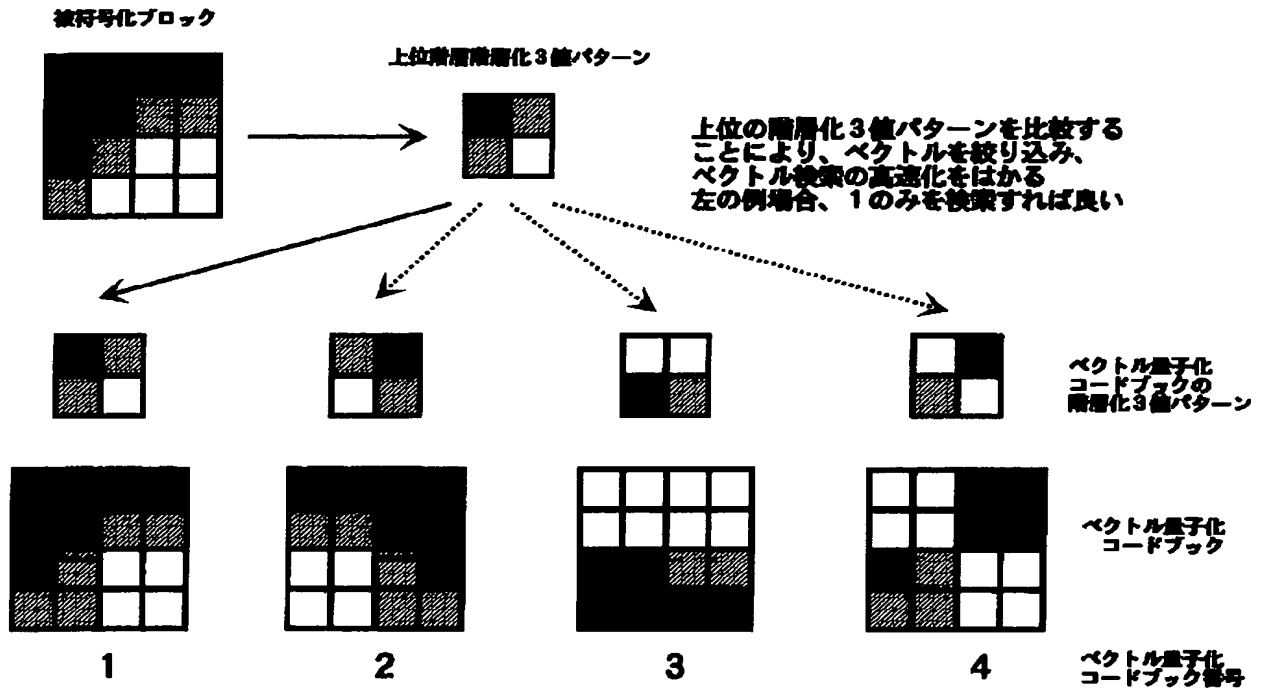 被符号化ブロック
上位階層階層化3値パターン
上位の階層化3値パターンを比較する
ことにより、ベクトルを絞り込み、
ベクトル検索の高速化をはかる
左の例場合、1のみを検索すれば良い
ベクトル量子化
コードブックの
階層化3値パターン
ベクトル量子化
コードブック
1 2 3 4
ベクトル量子化
コードブック番号